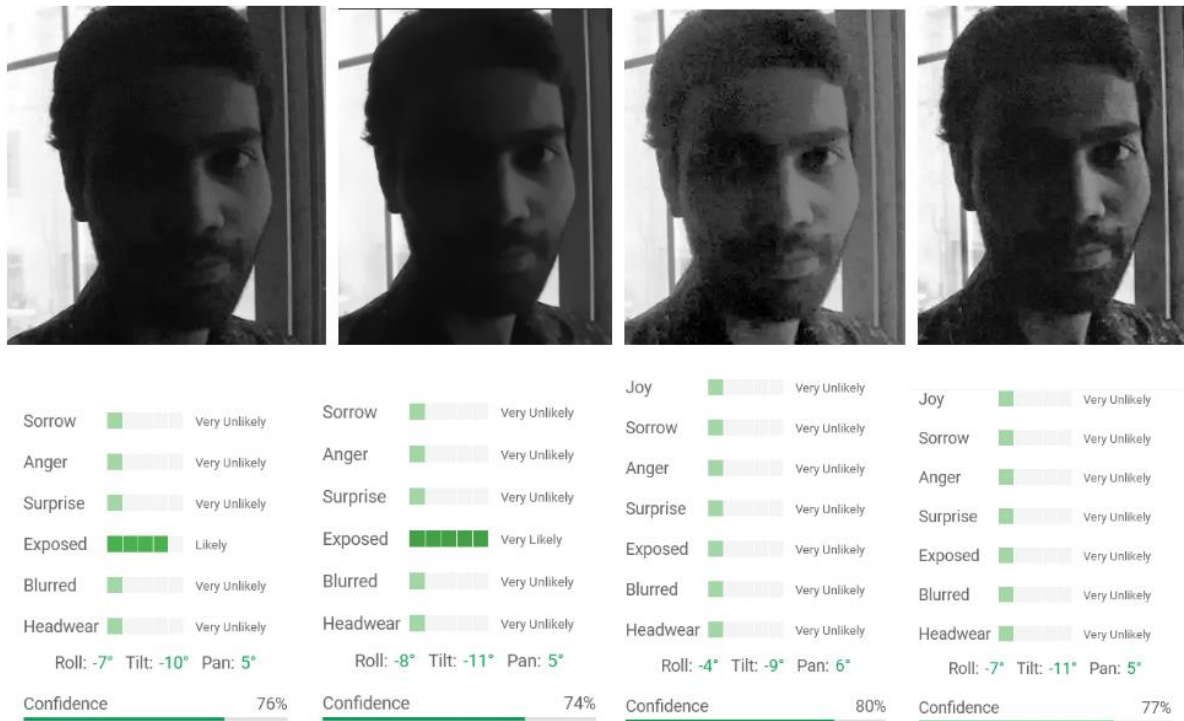 Sorrow Very Unlikely
Anger Very Unlikely
Surprise Very Unlikely
Exposed Likely
Blurred Very Unlikely
Headwear Very Unlikely
Roll: -7° Tilt: -10° Pan: 5°
Confidence 76%
Sorrow Very Unlikely
Anger Very Unlikely
Surprise Very Unlikely
Exposed Very Likely
Blurred Very Unlikely
Headwear Very Unlikely
Roll: -8° Tilt: -11° Pan: 5°
Confidence 74%
Joy Very Unlikely
Sorrow Very Unlikely
Anger Very Unlikely
Surprise Very Unlikely
Exposed Very Unlikely
Blurred Very Unlikely
Headwear Very Unlikely
Roll: -4° Tilt: -9° Pan: 6°
Confidence 80%
Joy Very Unlikely
Sorrow Very Unlikely
Anger Very Unlikely
Surprise Very Unlikely
Exposed Very Unlikely
Blurred Very Unlikely
Headwear Very Unlikely
Roll: -7° Tilt: -11° Pan: 5°
Confidence 77%